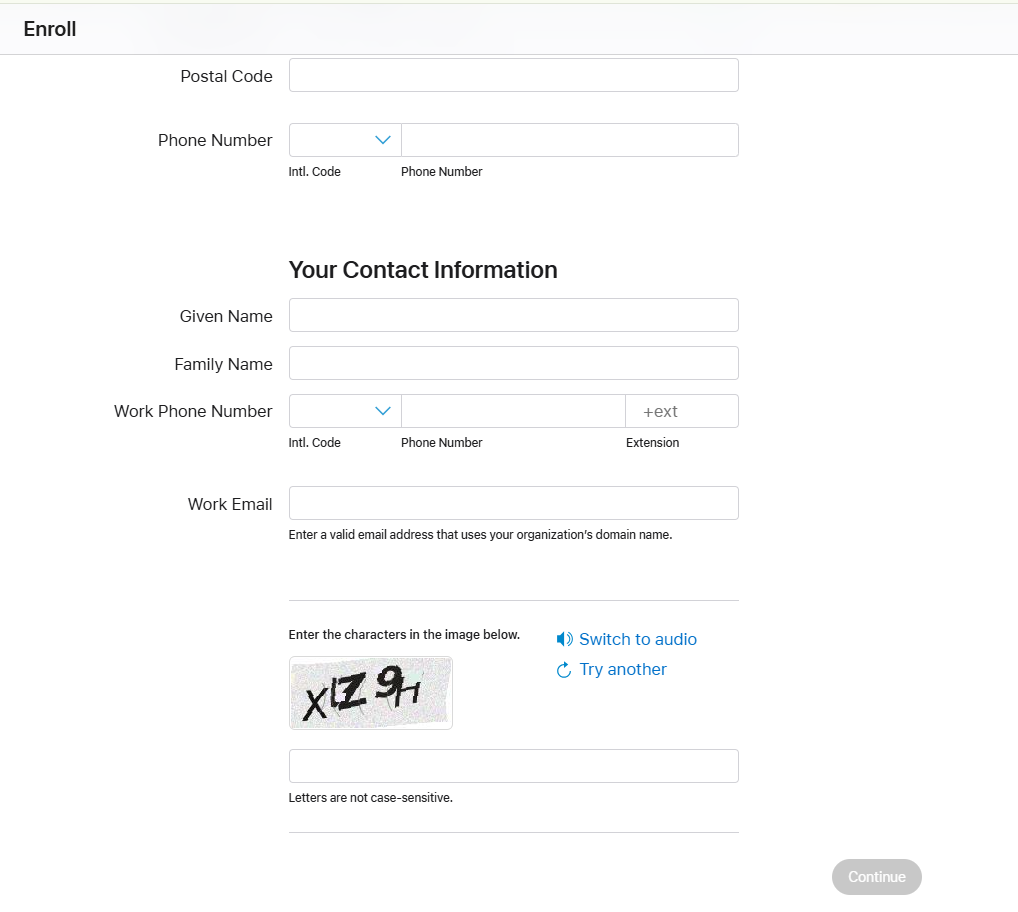 Enroll
Postal Code
Phone Number
Intl. Code Phone Number
Your Contact Information
Given Name
Family Name
Work Phone Number +ext
Intl. Code Phone Number Extension
Work Email
Enter a valid email address that uses your organization's domain name.
Enter the characters in the image below.
Switch to audio
Try another
Letters are not case-sensitive.
Continue